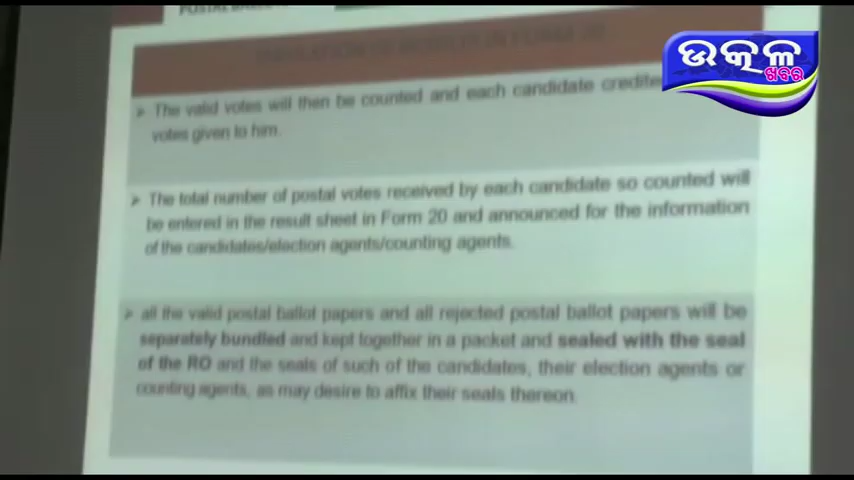 POSTAL
ଉତ୍କଳ
ଖବର
IN FORM 20
➢ The valid votes will then be counted and each candidate credited
votes given to him.
➢ The total number of postal votes received by each candidate so counted will
be entered in the result sheet in Form 20 and announced for the information
of the candidates/election agents/counting agents.
➢ all the valid postal ballot papers and all rejected postal ballot papers will be
separately bundled and kept together in a packet and sealed with the seal
of the RO and the seals of such of the candidates, their election agents or
counting agents, as may desire to affix their seals thereon.